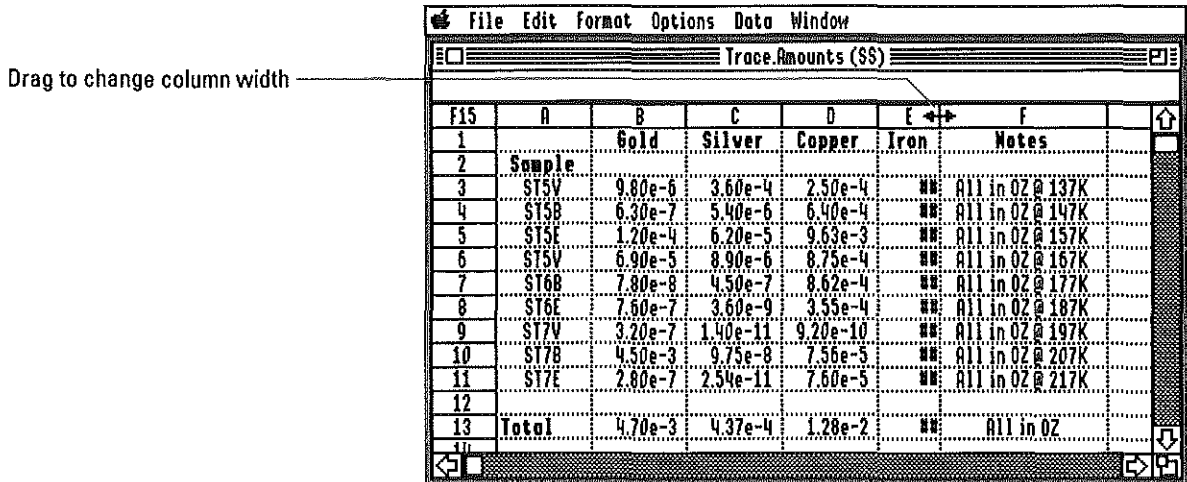 File Edit Format Options Data Window
Trace.Amounts (SS)
Drag to change column width
F15 A B C D E F
1 Gold Silver Copper Iron Notes
2 Sample
3 ST5V 9.80e-6 3.60e-4 2.50e-4 ## All in OZ @ 137K
4 ST5B 6.30e-7 5.40e-6 6.40e-4 ## All in OZ @ 147K
5 ST5E 1.20e-4 6.20e-5 9.63e-3 ## All in OZ @ 157K
6 ST5V 6.90e-5 8.90e-6 8.75e-4 ## All in OZ @ 167K
7 ST6B 7.80e-8 4.50e-7 8.62e-4 ## All in OZ @ 177K
8 ST6E 7.60e-7 3.60e-9 3.55e-4 ## All in OZ @ 187K
9 ST7V 3.20e-7 1.40e-11 9.20e-10 ## All in OZ @ 197K
10 ST7B 4.50e-3 9.75e-8 7.56e-5 ## All in OZ @ 207K
11 ST7E 2.80e-7 2.54e-11 7.60e-5 ## All in OZ @ 217K
12
13 Total 4.70e-3 4.37e-4 1.28e-2 ## All in OZ